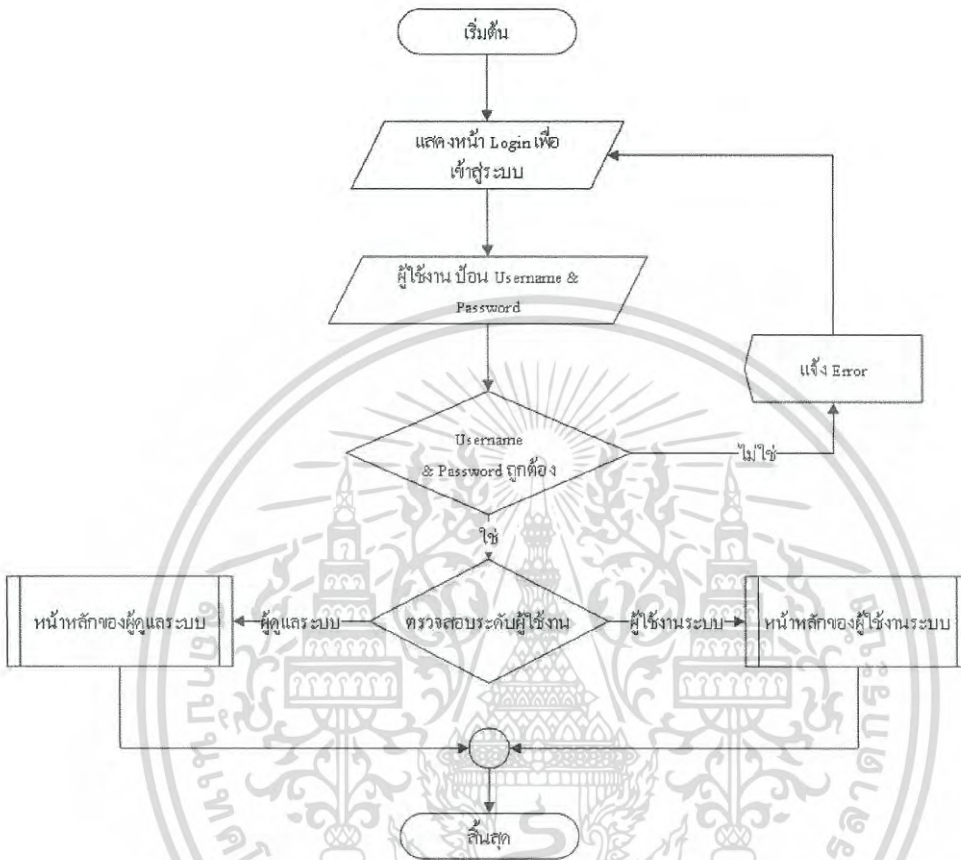 เริ่มต้น
แสดงหน้า Login เพื่อ
เข้าสู่ระบบ
ผู้ใช้งาน ป้อน Username &
Password
แจ้ง Error
Username
& Password ถูกต้อง
ไม่ใช่
ใช่
หน้าหลักของผู้ดูแลระบบ
ผู้ดูแลระบบ
ตรวจสอบระดับผู้ใช้งาน
ผู้ใช้งานระบบ
หน้าหลักของผู้ใช้งานระบบ
สิ้นสุด